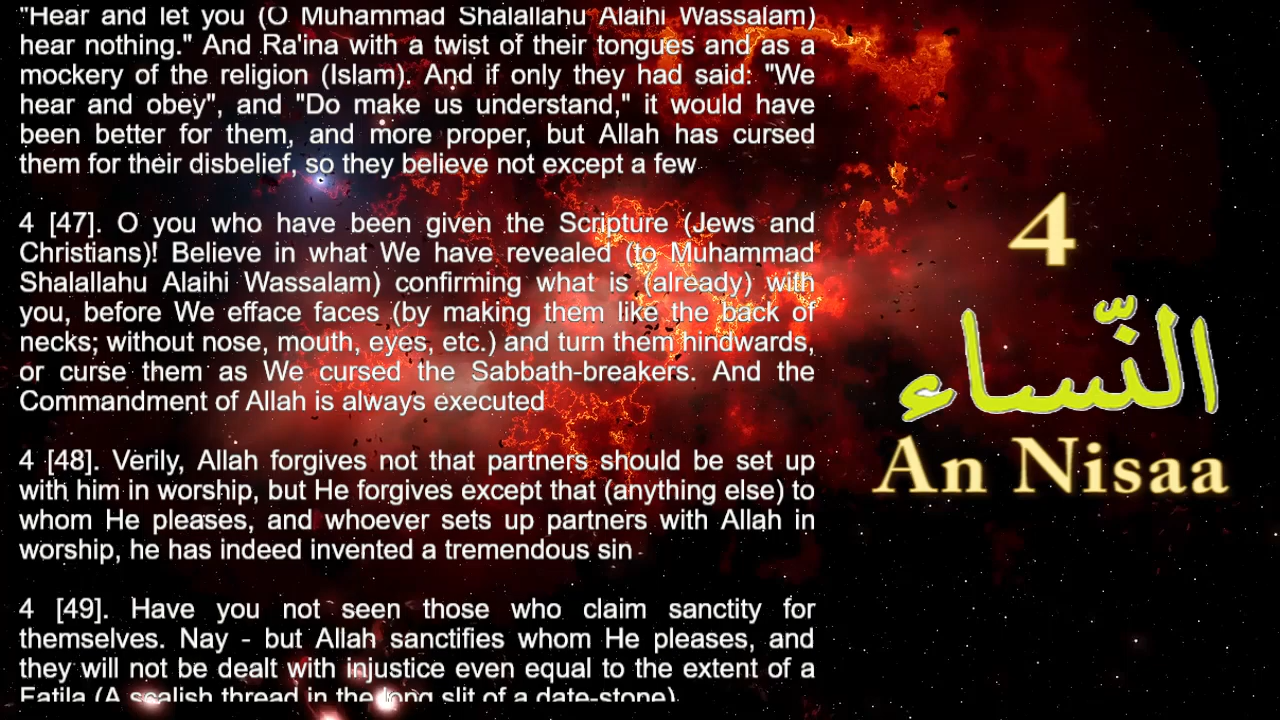 "Hear and let you (O Muhammad Shalallahu Alaihi Wassalam)
hear nothing." And Ra'ina with a twist of their tongues and as a
mockery of the religion (Islam). And if only they had said: "We
hear and obey", and "Do make us understand," it would have
been better for them, and more proper, but Allah has cursed
them for their disbelief, so they believe not except a few
4 [47]. O you who have been given the Scripture (Jews and
Christians)! Believe in what We have revealed (to Muhammad
Shalallahu Alaihi Wassalam) confirming what is (already) with
you, before We efface faces (by making them like the back of
necks; without nose, mouth, eyes, etc.) and turn them hindwards,
or curse them as We cursed the Sabbath-breakers. And the
Commandment of Allah is always executed
4 [48]. Verily, Allah forgives not that partners should be set up
with him in worship, but He forgives except that (anything else) to
whom He pleases, and whoever sets up partners with Allah in
worship, he has indeed invented a tremendous sin
4 [49]. Have you not seen those who claim sanctity for
themselves. Nay - but Allah sanctifies whom He pleases, and
they will not be dealt with injustice even equal to the extent of a
Fatila (A scalish thread in the long slit of a date-stone).
4
النّساء
An Nisaa